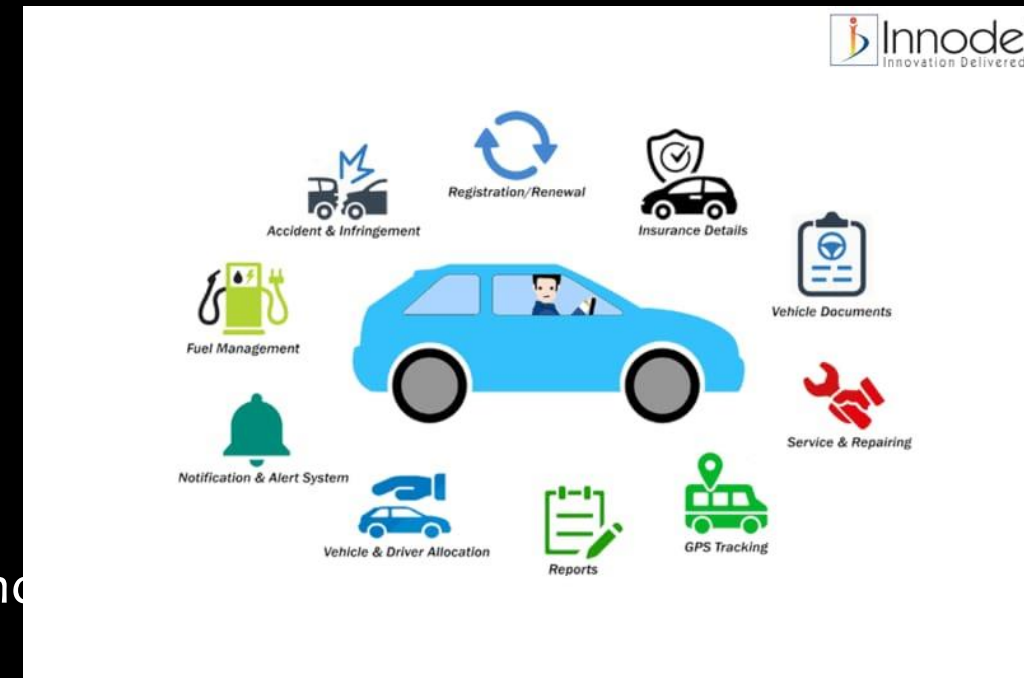 Innode
Innovation Delivered
Registration/Renewal
Accident & Infringement
Insurance Details
Vehicle Documents
Fuel Management
Service & Repairing
Notification & Alert System
GPS Tracking
Vehicle & Driver Allocation
Reports